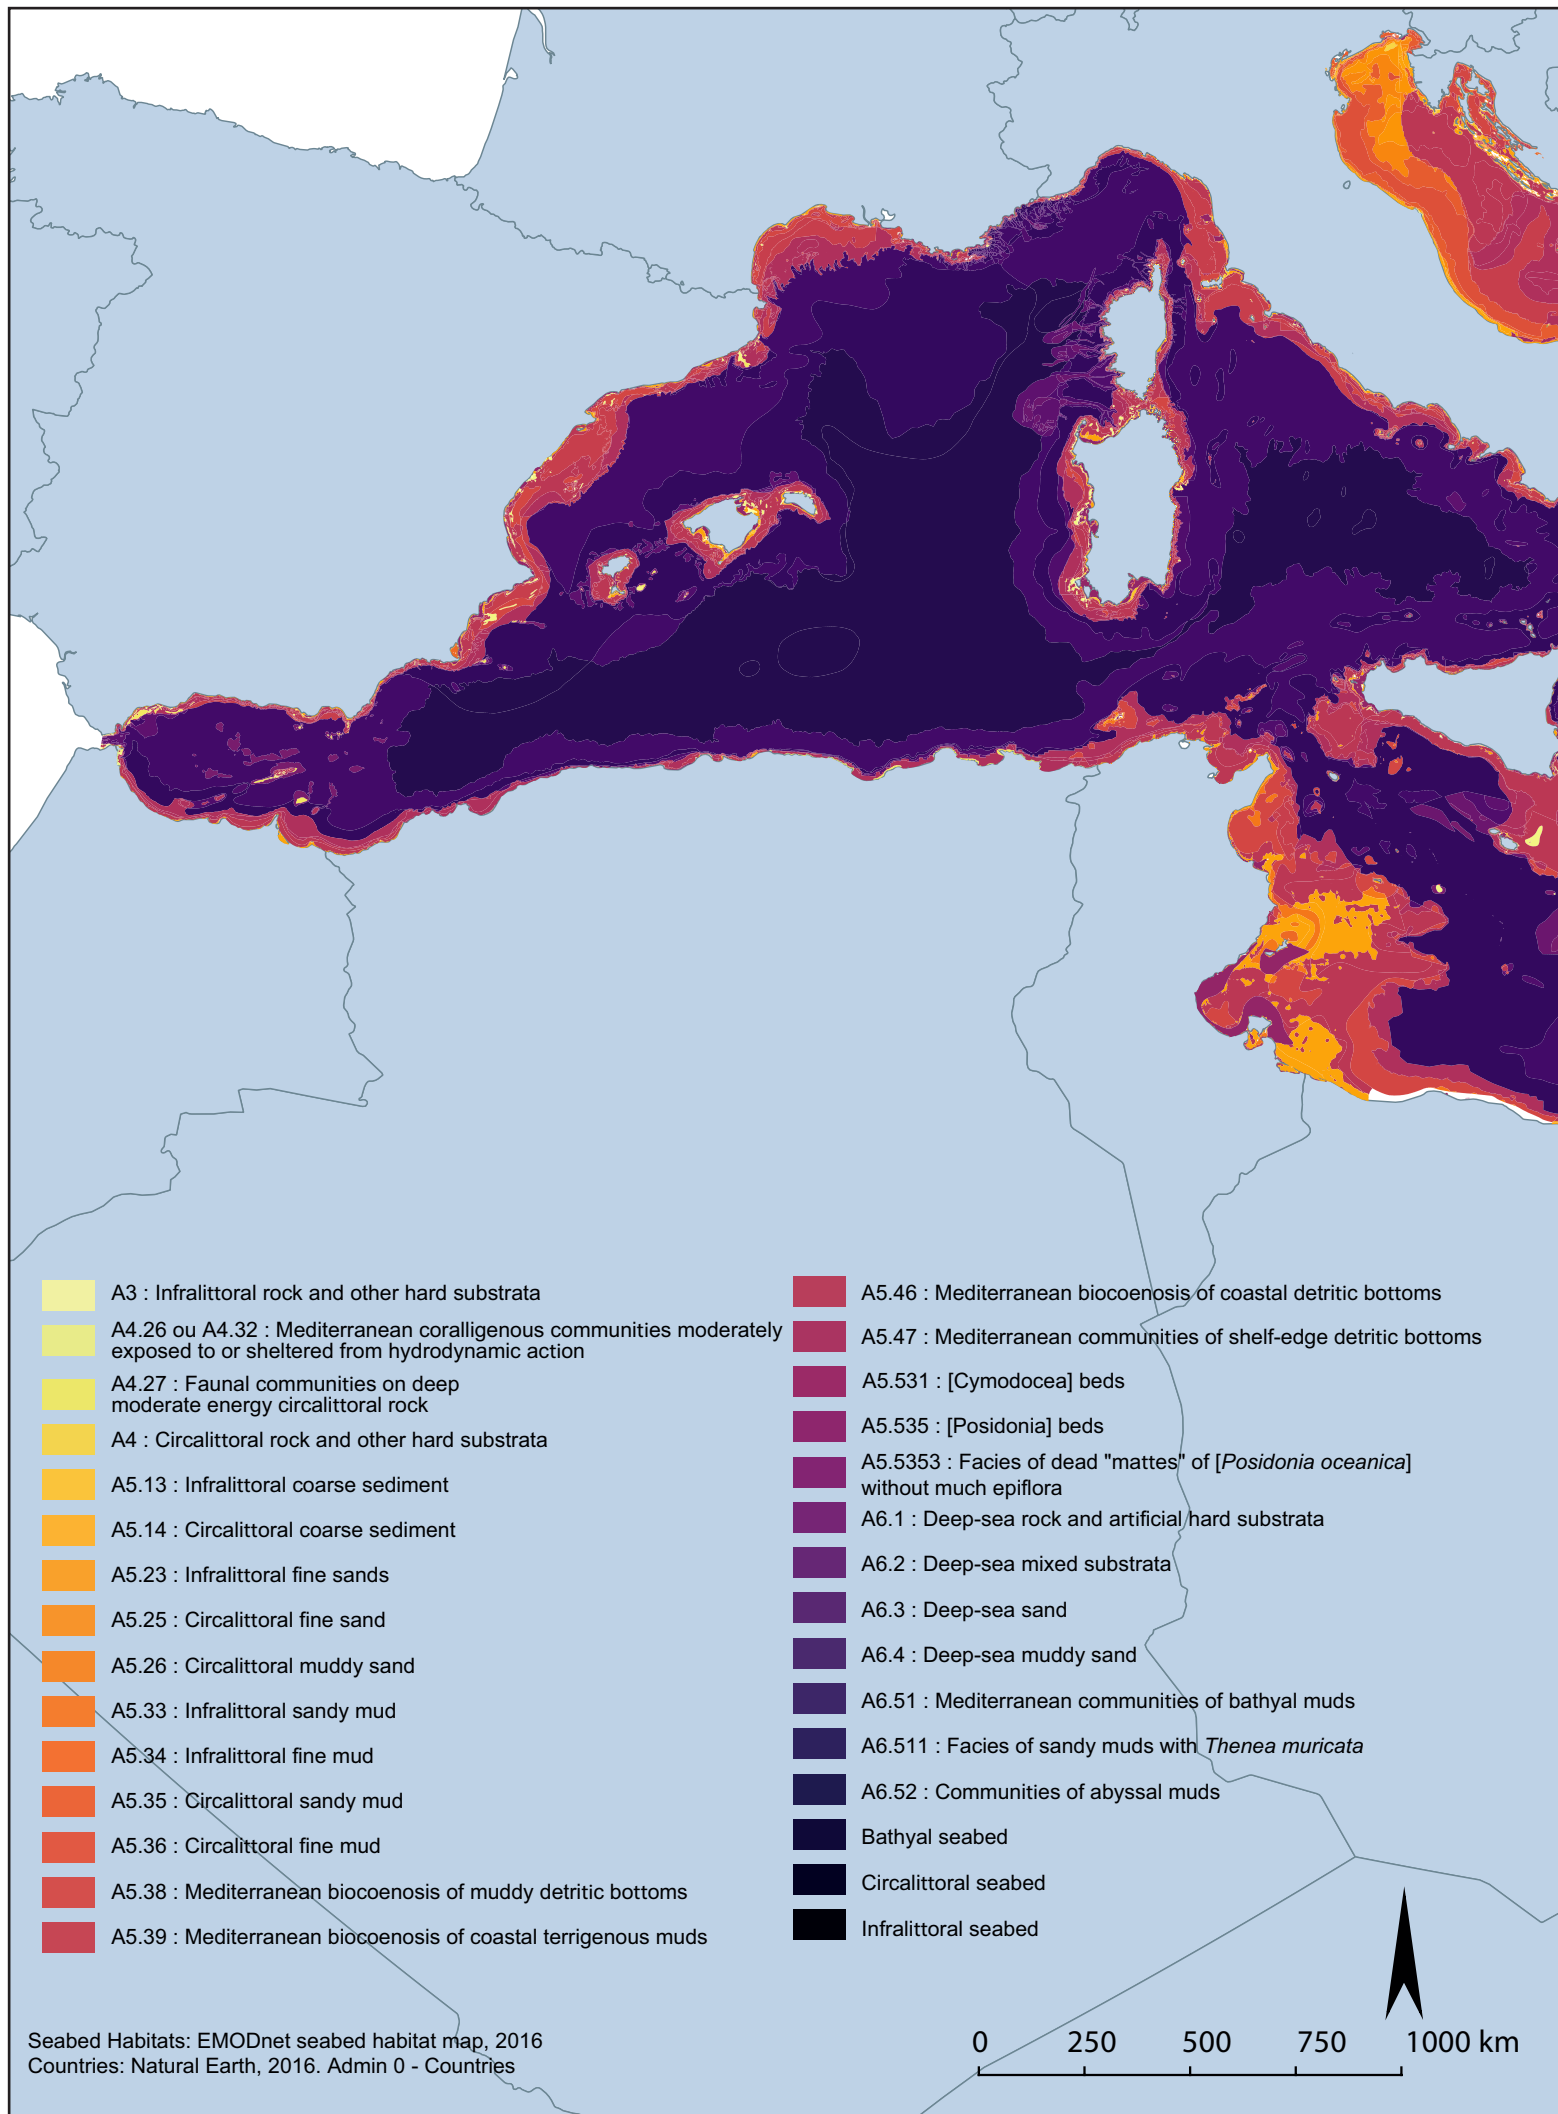 A3 : Infralittoral rock and other hard substrata
A4.26 ou A4.32 : Mediterranean coralligenous communities moderately
exposed to or sheltered from hydrodynamic action
A4.27 : Faunal communities on deep
moderate energy circalittoral rock
A4 : Circalittoral rock and other hard substrata
A5.13 : Infralittoral coarse sediment
A5.14 : Circalittoral coarse sediment
A5.23 : Infralittoral fine sands
A5.25 : Circalittoral fine sand
A5.26 : Circalittoral muddy sand
A5.33 : Infralittoral sandy mud
A5.34 : Infralittoral fine mud
A5.35 : Circalittoral sandy mud
A5.36 : Circalittoral fine mud
A5.38 : Mediterranean biocoenosis of muddy detritic bottoms
A5.39 : Mediterranean biocoenosis of coastal terrigenous muds
A5.46 : Mediterranean biocoenosis of coastal detritic bottoms
A5.47 : Mediterranean communities of shelf-edge detritic bottoms
A5.531 : [Cymodocea] beds
A5.535 : [Posidonia] beds
A5.5353 : Facies of dead "mattes" of [Posidonia oceanica]
without much epiflora
A6.1 : Deep-sea rock and artificial hard substrata
A6.2 : Deep-sea mixed substrata
A6.3 : Deep-sea sand
A6.4 : Deep-sea muddy sand
A6.51 : Mediterranean communities of bathyal muds
A6.511 : Facies of sandy muds with Thenea muricata
A6.52 : Communities of abyssal muds
Bathyal seabed
Circalittoral seabed
Infralittoral seabed
Seabed Habitats: EMODnet seabed habitat map, 2016
Countries: Natural Earth, 2016. Admin 0 - Countries
0 250 500 750 1000 km